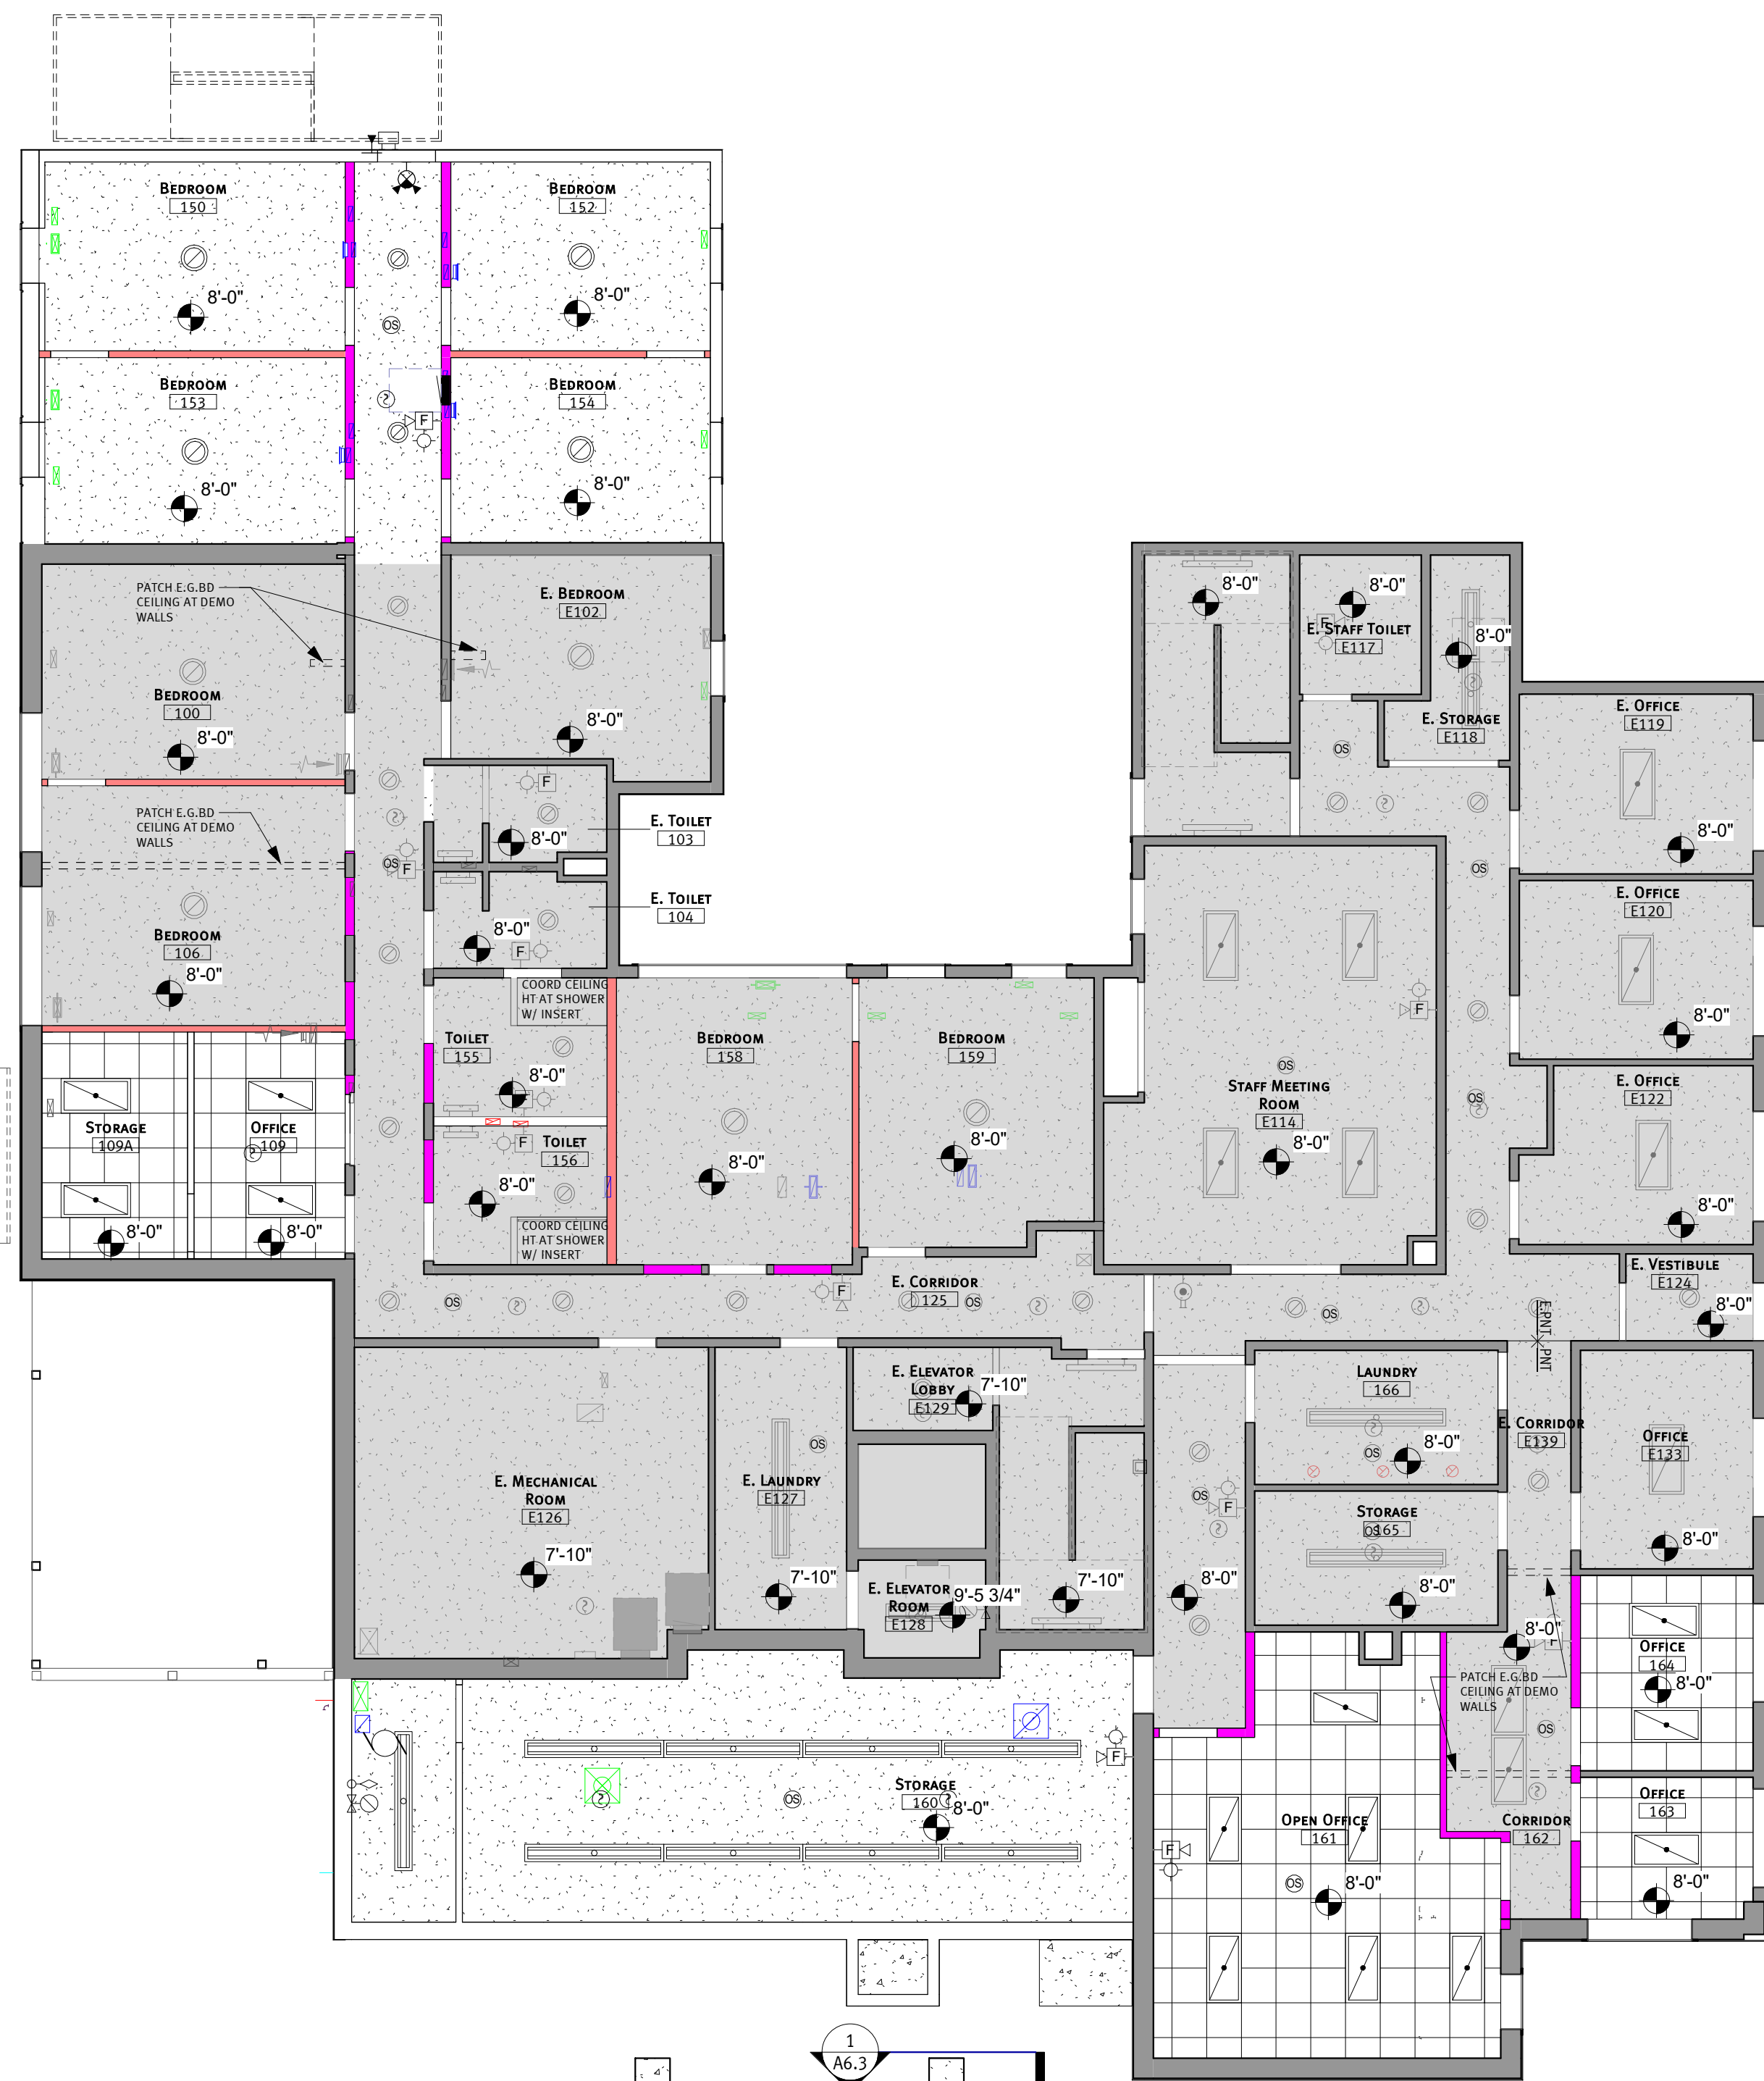 BEDROOM
150
8'-0"
BEDROOM
152
8'-0"
OS
BEDROOM
153
8'-0"
BEDROOM
154
8'-0"
F
PATCH E.G.BD
CEILING AT DEMO
WALLS
E. BEDROOM
E102
8'-0"
BEDROOM
100
8'-0"
8'-0"
8'-0"
F
E. STAFF TOILET
E117
8'-0"
E. STORAGE
E118
OS
E. OFFICE
E119
8'-0"
PATCH E.G.BD
CEILING AT DEMO
WALLS
F
8'-0"
E. TOILET
103
OS
F
OS
BEDROOM
106
8'-0"
E. TOILET
104
8'-0"
F
E. OFFICE
E120
8'-0"
COORD CEILING
HT AT SHOWER
W/ INSERT
TOILET
155
8'-0"
F
BEDROOM
158
8'-0"
BEDROOM
159
8'-0"
F
OS
STAFF MEETING
ROOM
E114
8'-0"
OS
E. OFFICE
E122
8'-0"
STORAGE
109A
8'-0"
OFFICE
109
8'-0"
F
TOILET
156
8'-0"
COORD CEILING
HT AT SHOWER
W/ INSERT
OS
F
E. CORRIDOR
125
OS
OS
E. VESTIBULE
E124
8'-0"
E.PNT
PNT
E. ELEVATOR
LOBBY
E129
7'-10"
LAUNDRY
166
OS
8'-0"
E. CORRIDOR
E139
OFFICE
E133
8'-0"
E. MECHANICAL
ROOM
E126
7'-10"
OS
E. LAUNDRY
E127
7'-10"
E. ELEVATOR
ROOM
E128
9'-5 3/4"
7'-10"
OS
F
8'-0"
STORAGE
165
OS
8'-0"
8'-0"
F
OFFICE
164
8'-0"
PATCH E.G.BD
CEILING AT DEMO
WALLS
OS
F
STORAGE
160
8'-0"
OS
OPEN OFFICE
161
F
OS
8'-0"
CORRIDOR
162
OFFICE
163
8'-0"
1
A6.3